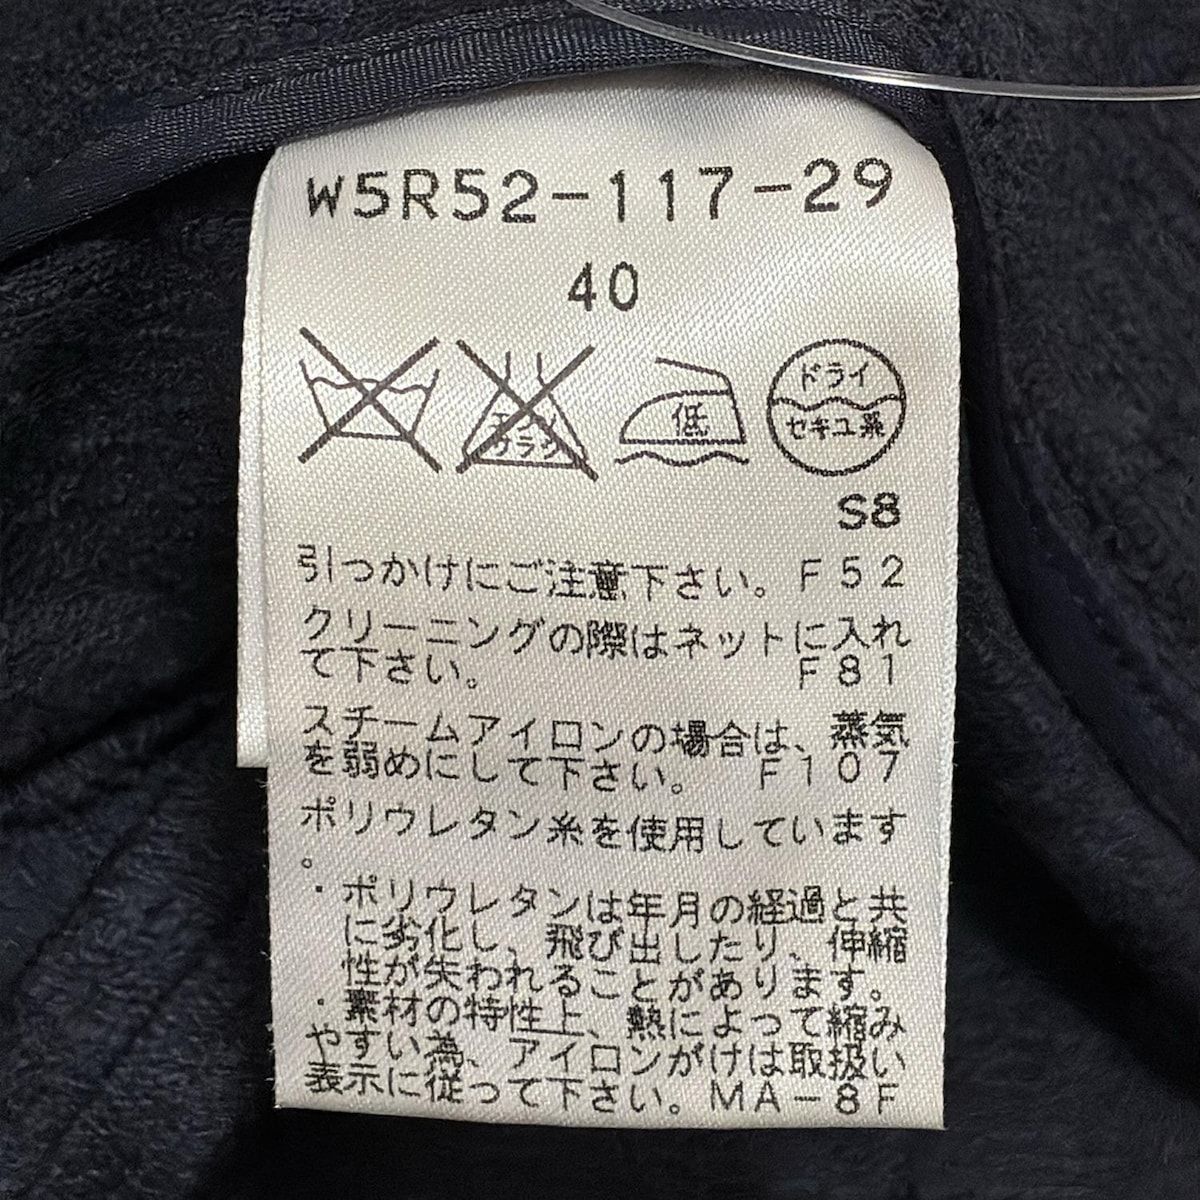 W5R52-117-29
40
エンソ
サラシ
低
ドライ
セキユ系
S8
引っかけにご注意下さい。F52
クリーニングの際はネットに入れ
て下さい。 F81
スチームアイロンの場合は、蒸気
を弱めにして下さい。 F107
ポリウレタン糸を使用しています
。
・ポリウレタンは年月の経過と共
に劣化し、飛び出したり、伸縮
性が失われることがあります。
・素材の特性上、熱によって縮み
やすい為、アイロンがけは取扱い
表示に従って下さい。MA-8F